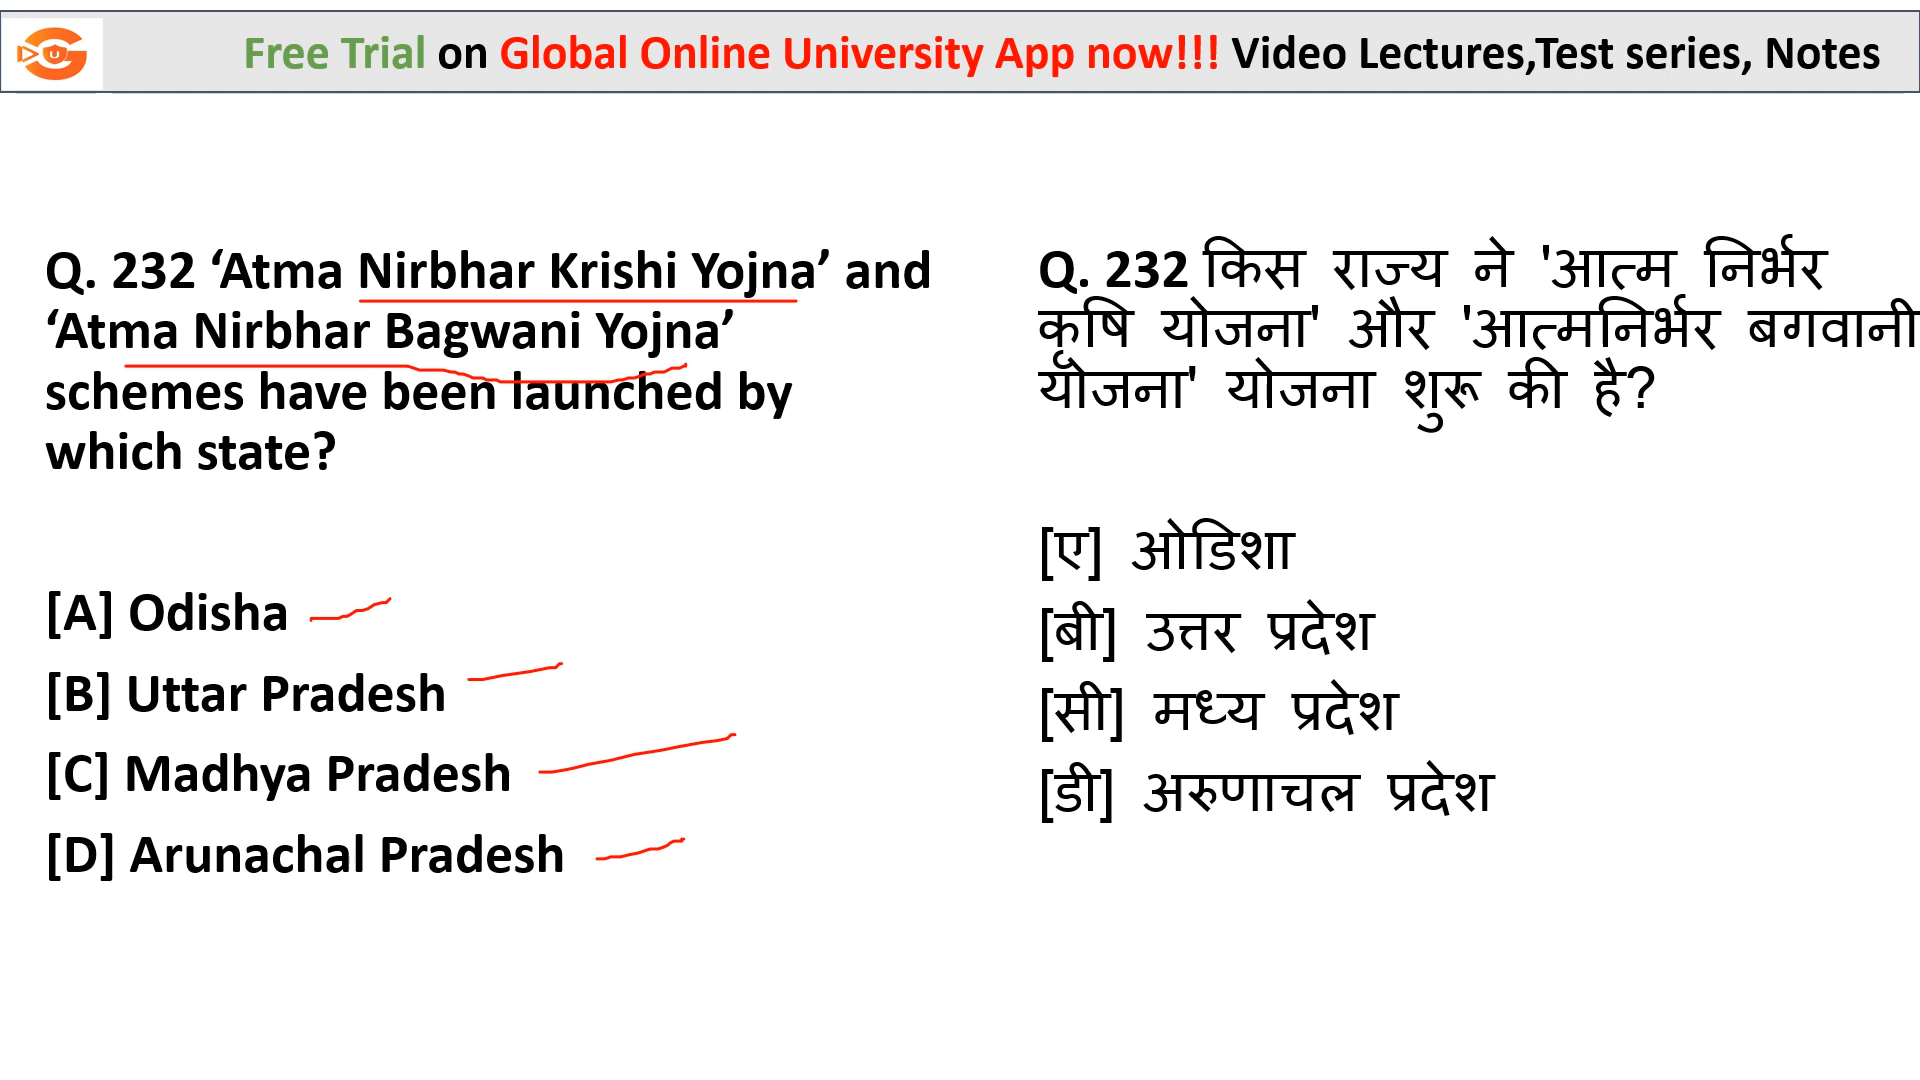 Free Trial on Global Online University App now!!! Video Lectures,Test series, Notes
U
Q. 232 ‘Atma Nirbhar Krishi Yojna’ and
‘Atma Nirbhar Bagwani Yojna’
schemes have been launched by
which state?
[A] Odisha
[B] Uttar Pradesh
[C] Madhya Pradesh
[D] Arunachal Pradesh
Q. 232 किस राज्य ने 'आत्म निर्भर
कृषि योजना' और 'आत्मनिर्भर बगवानी
योजना' योजना शुरू की है?
[ए] ओडिशा
[बी] उत्तर प्रदेश
[सी] मध्य प्रदेश
[डी] अरुणाचल प्रदेश